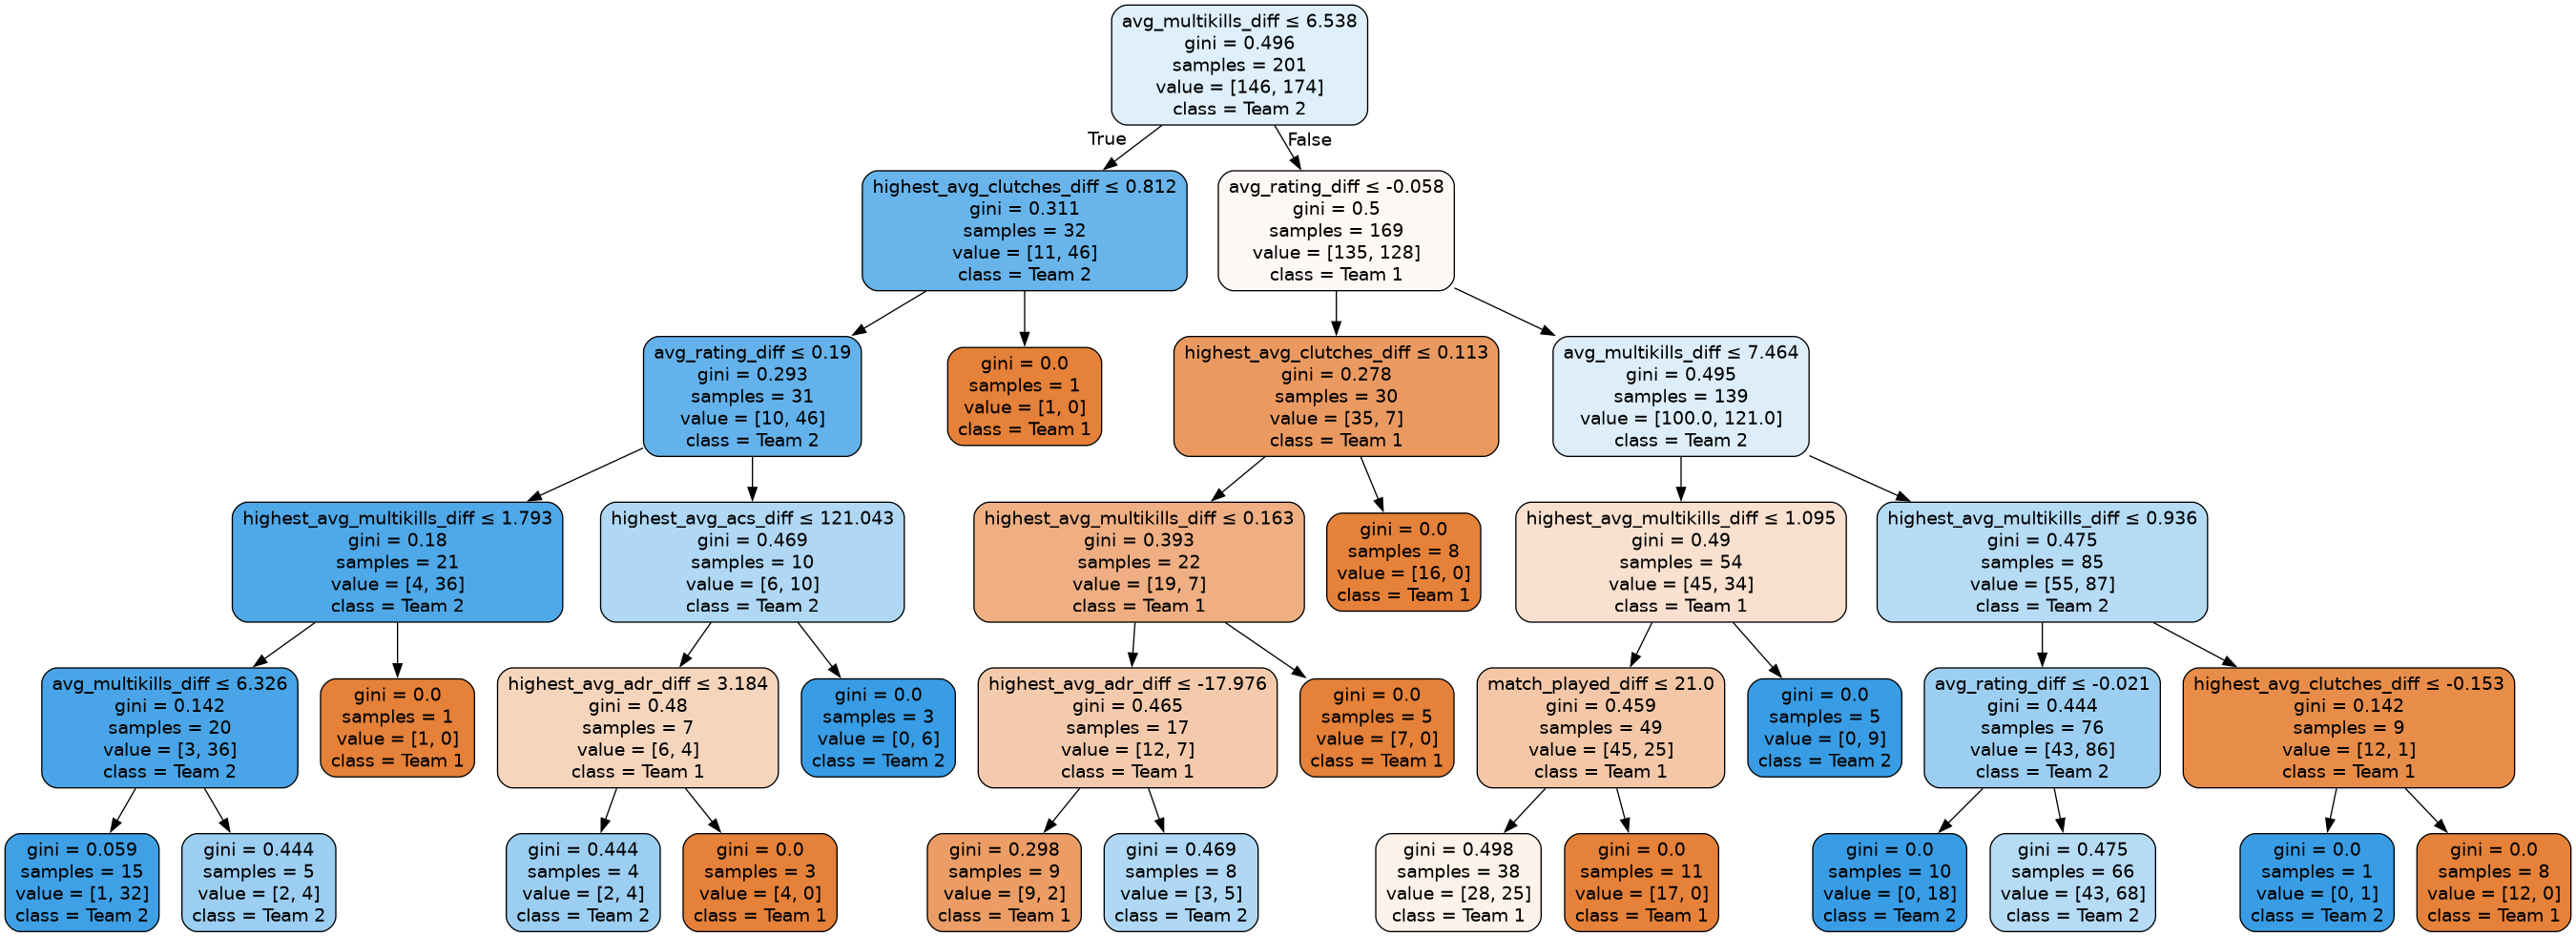 avg_multikills_diff ≤ 6.538
gini = 0.496
samples = 201
value = [146, 174]
class = Team 2
True
False
highest_avg_clutches_diff ≤ 0.812
gini = 0.311
samples = 32
value = [11, 46]
class = Team 2
avg_rating_diff ≤ -0.058
gini = 0.5
samples = 169
value = [135, 128]
class = Team 1
avg_rating_diff ≤ 0.19
gini = 0.293
samples = 31
value = [10, 46]
class = Team 2
gini = 0.0
samples = 1
value = [1, 0]
class = Team 1
highest_avg_clutches_diff ≤ 0.113
gini = 0.278
samples = 30
value = [35, 7]
class = Team 1
avg_multikills_diff ≤ 7.464
gini = 0.495
samples = 139
value = [100.0, 121.0]
class = Team 2
highest_avg_multikills_diff ≤ 1.793
gini = 0.18
samples = 21
value = [4, 36]
class = Team 2
highest_avg_acs_diff ≤ 121.043
gini = 0.469
samples = 10
value = [6, 10]
class = Team 2
highest_avg_multikills_diff ≤ 0.163
gini = 0.393
samples = 22
value = [19, 7]
class = Team 1
gini = 0.0
samples = 8
value = [16, 0]
class = Team 1
highest_avg_multikills_diff ≤ 1.095
gini = 0.49
samples = 54
value = [45, 34]
class = Team 1
highest_avg_multikills_diff ≤ 0.936
gini = 0.475
samples = 85
value = [55, 87]
class = Team 2
avg_multikills_diff ≤ 6.326
gini = 0.142
samples = 20
value = [3, 36]
class = Team 2
gini = 0.0
samples = 1
value = [1, 0]
class = Team 1
highest_avg_adr_diff ≤ 3.184
gini = 0.48
samples = 7
value = [6, 4]
class = Team 1
gini = 0.0
samples = 3
value = [0, 6]
class = Team 2
highest_avg_adr_diff ≤ -17.976
gini = 0.465
samples = 17
value = [12, 7]
class = Team 1
gini = 0.0
samples = 5
value = [7, 0]
class = Team 1
match_played_diff ≤ 21.0
gini = 0.459
samples = 49
value = [45, 25]
class = Team 1
gini = 0.0
samples = 5
value = [0, 9]
class = Team 2
avg_rating_diff ≤ -0.021
gini = 0.444
samples = 76
value = [43, 86]
class = Team 2
highest_avg_clutches_diff ≤ -0.153
gini = 0.142
samples = 9
value = [12, 1]
class = Team 1
gini = 0.059
samples = 15
value = [1, 32]
class = Team 2
gini = 0.444
samples = 5
value = [2, 4]
class = Team 2
gini = 0.444
samples = 4
value = [2, 4]
class = Team 2
gini = 0.0
samples = 3
value = [4, 0]
class = Team 1
gini = 0.298
samples = 9
value = [9, 2]
class = Team 1
gini = 0.469
samples = 8
value = [3, 5]
class = Team 2
gini = 0.498
samples = 38
value = [28, 25]
class = Team 1
gini = 0.0
samples = 11
value = [17, 0]
class = Team 1
gini = 0.0
samples = 10
value = [0, 18]
class = Team 2
gini = 0.475
samples = 66
value = [43, 68]
class = Team 2
gini = 0.0
samples = 1
value = [0, 1]
class = Team 2
gini = 0.0
samples = 8
value = [12, 0]
class = Team 1